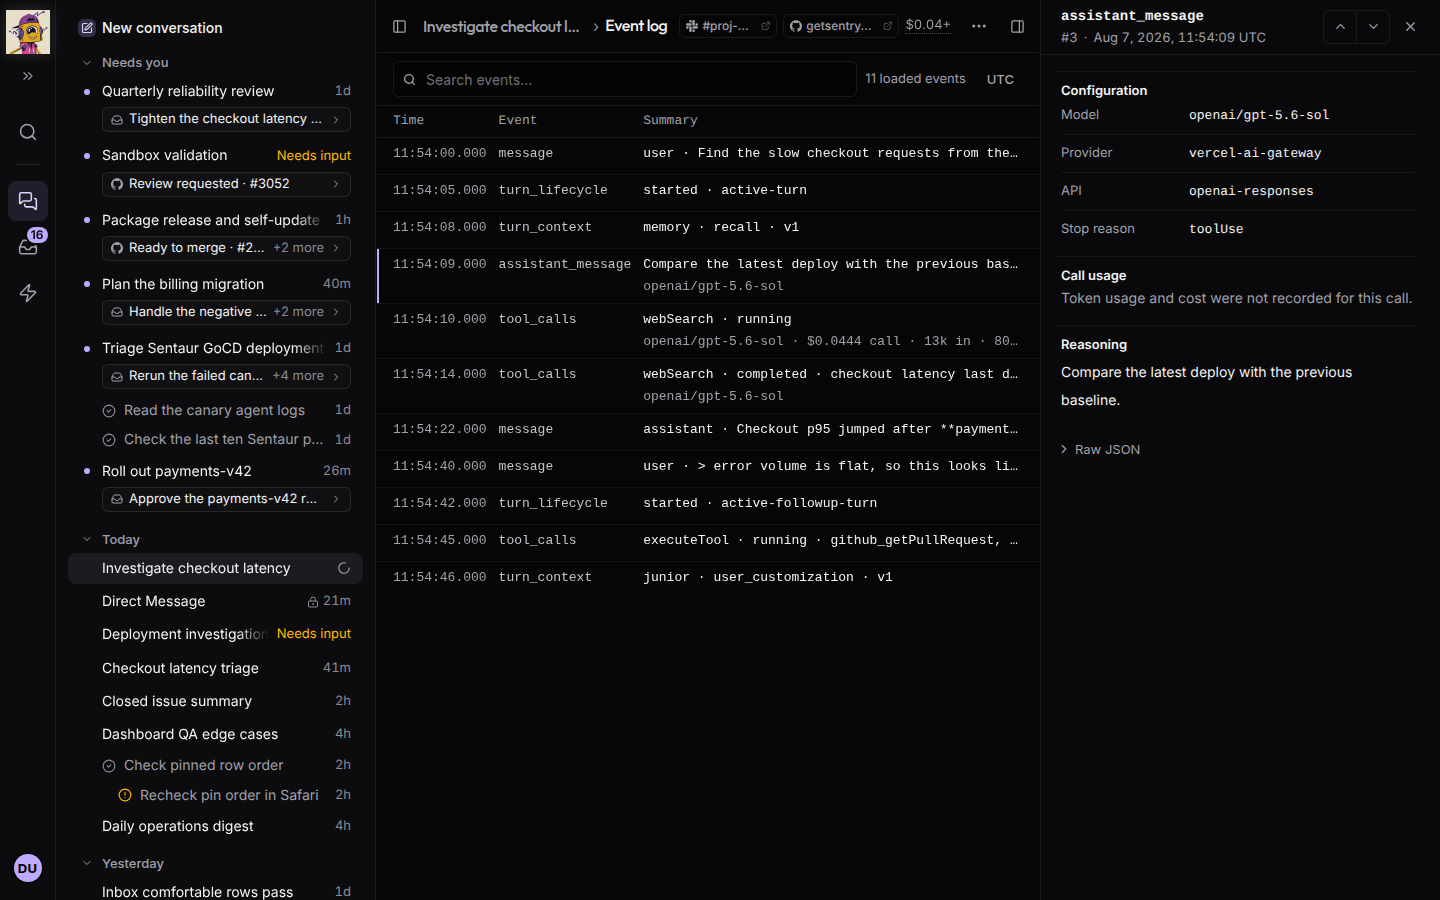 New conversation
Needs you
Quarterly reliability review 1d
Tighten the checkout latency ...
Sandbox validation Needs input
Review requested · #3052
Package release and self-update 1h
Ready to merge · #2... +2 more
Plan the billing migration 40m
Handle the negative ... +2 more
Triage Sentaur GoCD deployment 1d
Rerun the failed can... +4 more
Read the canary agent logs 1d
Check the last ten Sentaur p... 1d
Roll out payments-v42 26m
Approve the payments-v42 r...
Today
Investigate checkout latency
Direct Message 21m
Deployment investigation Needs input
Checkout latency triage 41m
Closed issue summary 2h
Dashboard QA edge cases 4h
Check pinned row order 2h
Recheck pin order in Safari 2h
Daily operations digest 4h
Yesterday
Inbox comfortable rows pass 1d
16
DU
Investigate checkout l... › Event log #proj-... getsentry... $0.04+
Search events... 11 loaded events UTC
Time Event Summary
11:54:00.000 message user · Find the slow checkout requests from the…
11:54:05.000 turn_lifecycle started · active-turn
11:54:08.000 turn_context memory · recall · v1
11:54:09.000 assistant_message Compare the latest deploy with the previous bas…
openai/gpt-5.6-sol
11:54:10.000 tool_calls webSearch · running
openai/gpt-5.6-sol · $0.0444 call · 13k in · 80…
11:54:14.000 tool_calls webSearch · completed · checkout latency last d…
openai/gpt-5.6-sol
11:54:22.000 message assistant · Checkout p95 jumped after **payment…
11:54:40.000 message user · > error volume is flat, so this looks li…
11:54:42.000 turn_lifecycle started · active-followup-turn
11:54:45.000 tool_calls executeTool · running · github_getPullRequest, …
11:54:46.000 turn_context junior · user_customization · v1
assistant_message
#3 · Aug 7, 2026, 11:54:09 UTC
Configuration
Model openai/gpt-5.6-sol
Provider vercel-ai-gateway
API openai-responses
Stop reason toolUse
Call usage
Token usage and cost were not recorded for this call.
Reasoning
Compare the latest deploy with the previous
baseline.
Raw JSON